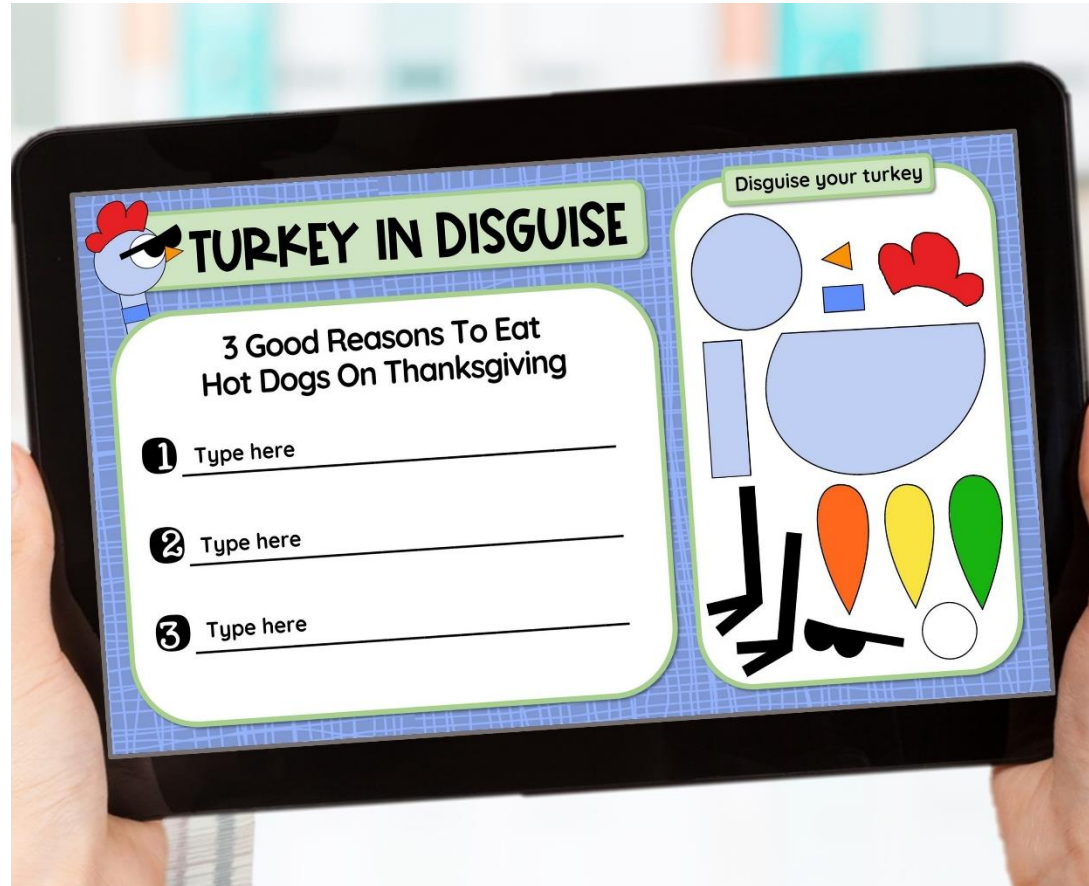 TURKEY IN DISGUISE
3 Good Reasons To Eat
Hot Dogs On Thanksgiving
1 Type here
2 Type here
3 Type here
Disguise your turkey